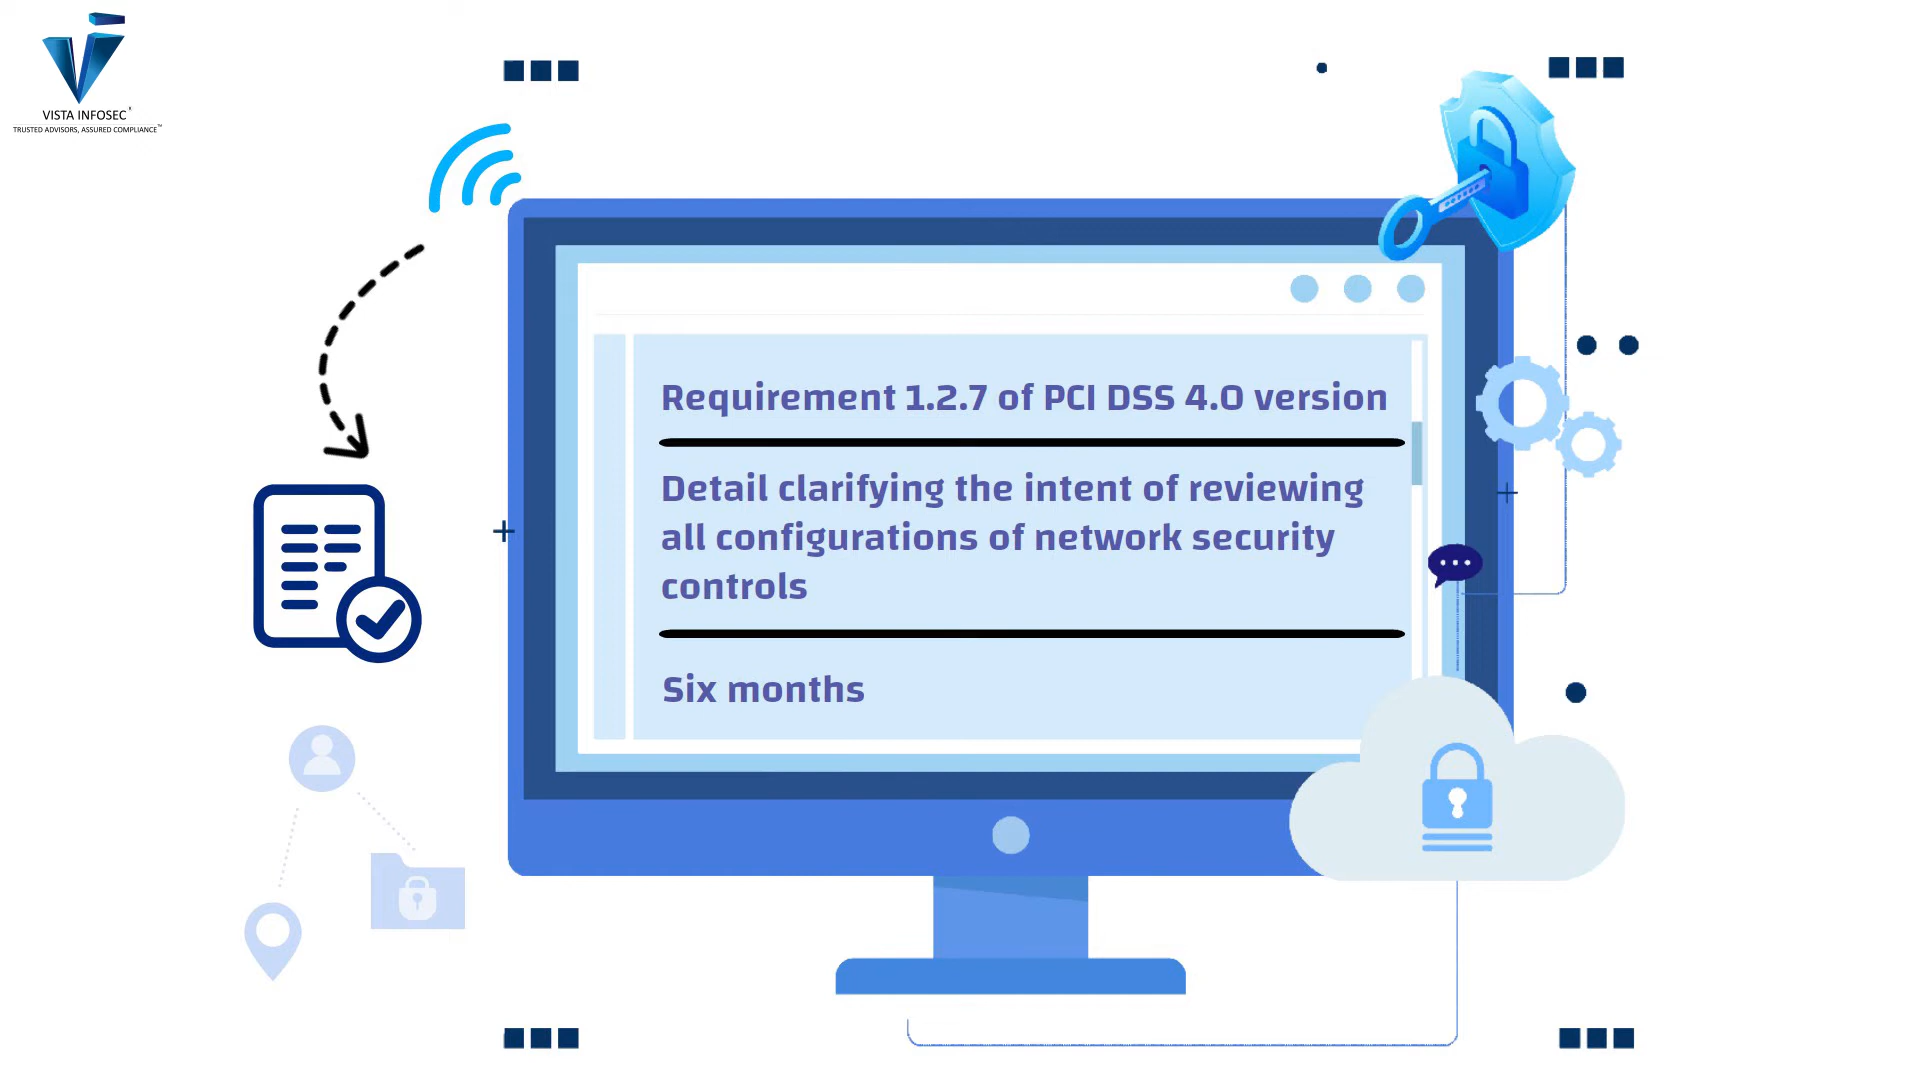 VISTA INFOSEC
TRUSTED ADVISORS, ASSURED COMPLIANCE™
Requirement 1.2.7 of PCI DSS 4.0 version
Detail clarifying the intent of reviewing
all configurations of network security
controls
Six months